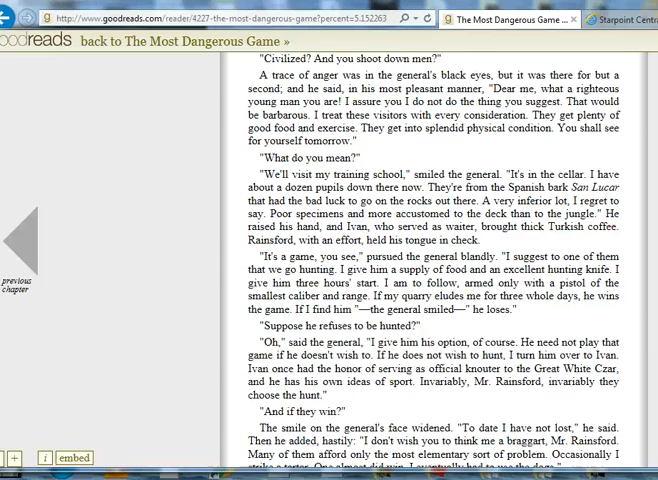 http://www.goodreads.com/reader/4227-the-most-dangerous-game?percent=5.152263
The Most Dangerous Game ...
Starpoint Centra
oodreads back to The Most Dangerous Game »
"Civilized? And you shoot down men?"
A trace of anger was in the general's black eyes, but it was there for but a
second; and he said, in his most pleasant manner, "Dear me, what a righteous
young man you are! I assure you I do not do the thing you suggest. That would
be barbarous. I treat these visitors with every consideration. They get plenty of
good food and exercise. They get into splendid physical condition. You shall see
for yourself tomorrow."
"What do you mean?"
"We'll visit my training school," smiled the general. "It's in the cellar. I have
about a dozen pupils down there now. They're from the Spanish bark San Lucar
that had the bad luck to go on the rocks out there. A very inferior lot, I regret to
say. Poor specimens and more accustomed to the deck than to the jungle." He
raised his hand, and Ivan, who served as waiter, brought thick Turkish coffee.
Rainsford, with an effort, held his tongue in check.
"It's a game, you see," pursued the general blandly. "I suggest to one of them
that we go hunting. I give him a supply of food and an excellent hunting knife. I
give him three hours' start. I am to follow, armed only with a pistol of the
smallest caliber and range. If my quarry eludes me for three whole days, he wins
the game. If I find him "—the general smiled—" he loses."
"Suppose he refuses to be hunted?"
"Oh," said the general, "I give him his option, of course. He need not play that
game if he doesn't wish to. If he does not wish to hunt, I turn him over to Ivan.
Ivan once had the honor of serving as official knouter to the Great White Czar,
and he has his own ideas of sport. Invariably, Mr. Rainsford, invariably they
choose the hunt."
"And if they win?"
The smile on the general's face widened. "To date I have not lost," he said.
Then he added, hastily: "I don't wish you to think me a braggart, Mr. Rainsford.
Many of them afford only the most elementary sort of problem. Occasionally I
strike a tartar. One almost did win. I eventually had to use the dogs."
previous
chapter
+ i embed